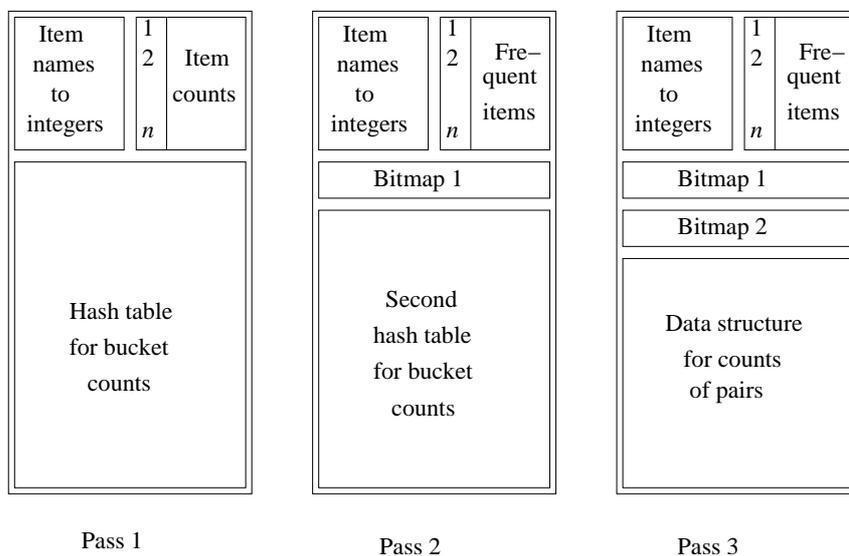 Item
names
to
integers
1
2
n
Item
counts
Hash table
for bucket
counts
Pass 1
Item
names
to
integers
1
2
n
Fre–
quent
items
Bitmap 1
Second
hash table
for bucket
counts
Pass 2
Item
names
to
integers
1
2
n
Fre–
quent
items
Bitmap 1
Bitmap 2
Data structure
for counts
of pairs
Pass 3